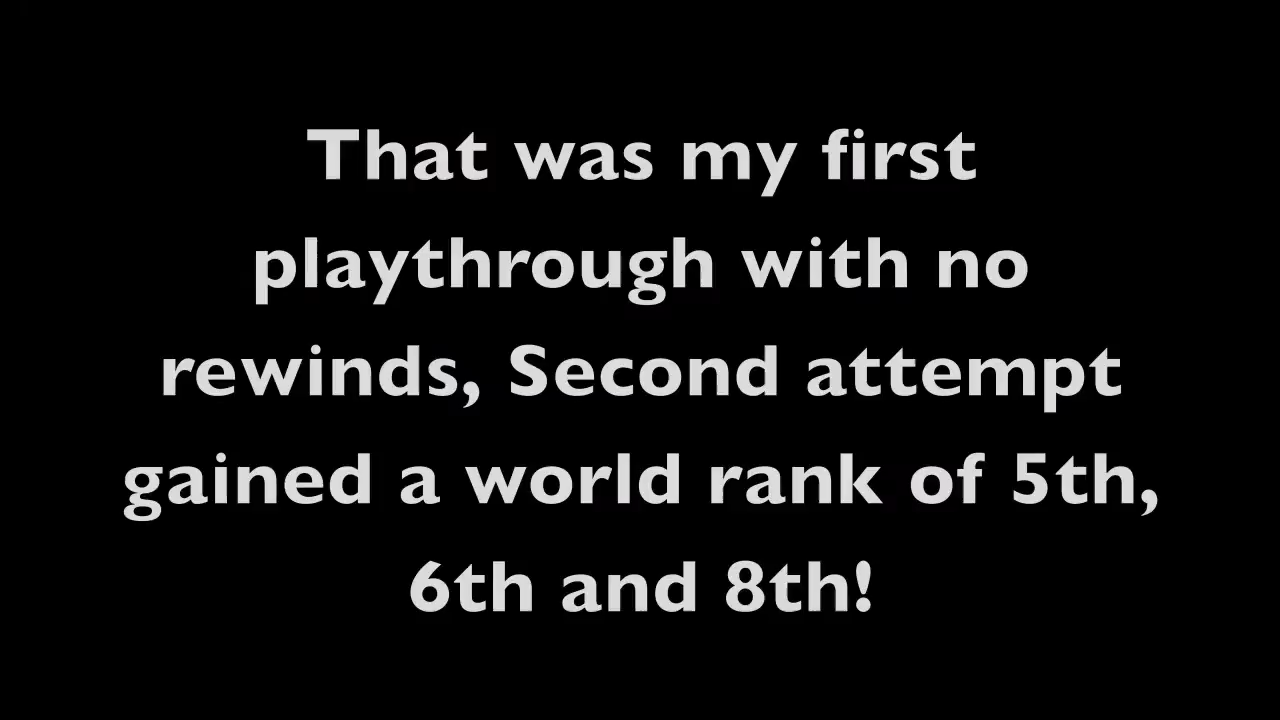 That was my first
playthrough with no
rewinds, Second attempt
gained a world rank of 5th,
6th and 8th!